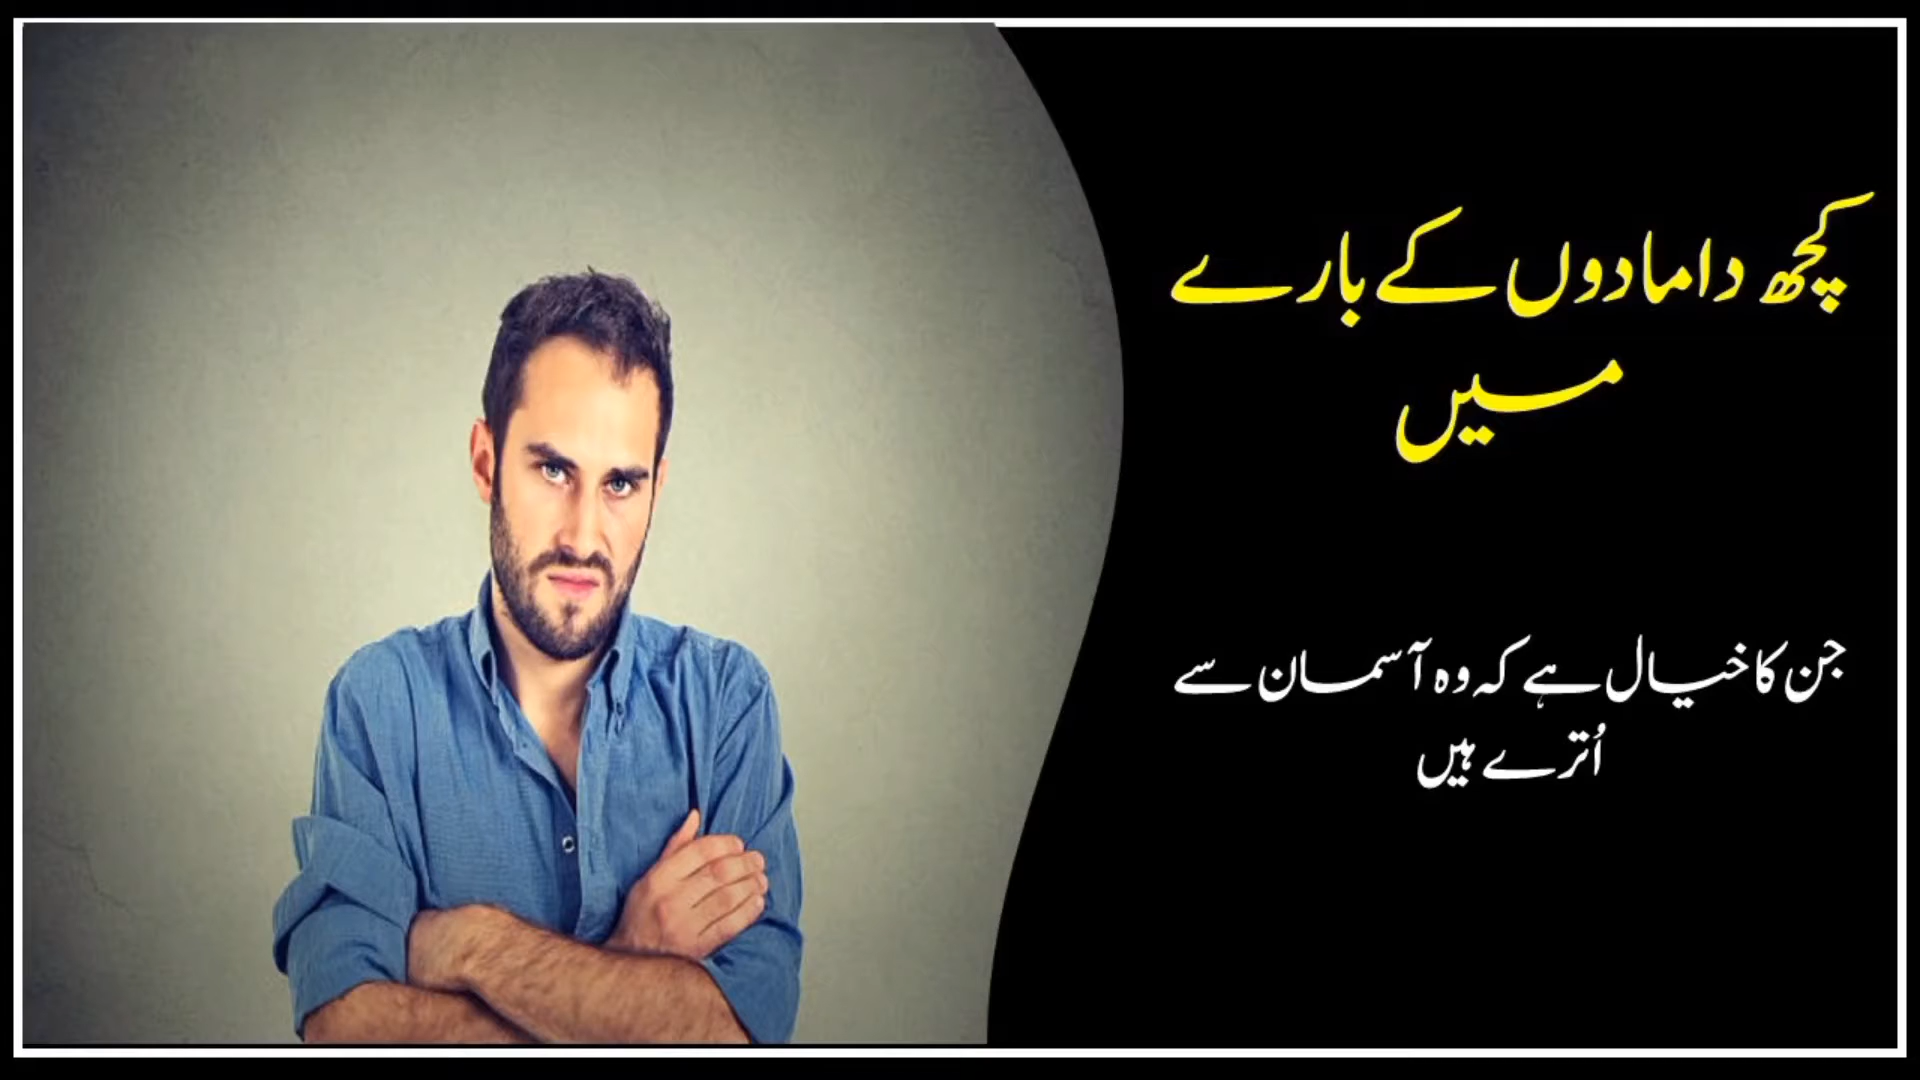 کچھ دامادوں کے بارے
میں
جن کا خیال ہے کہ وہ آسمان سے
اُترے ہیں